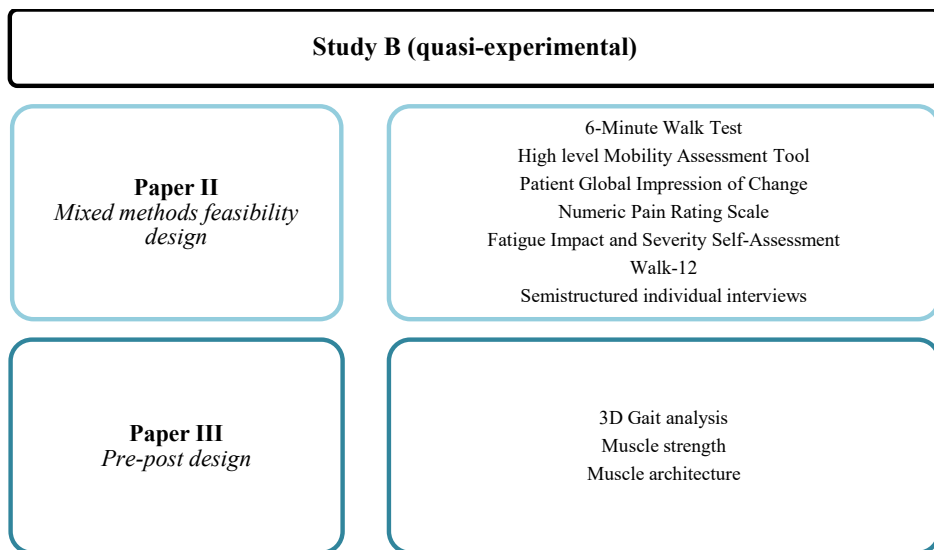 Study B (quasi-experimental)
Paper II
Mixed methods feasibility
design
6-Minute Walk Test
High level Mobility Assessment Tool
Patient Global Impression of Change
Numeric Pain Rating Scale
Fatigue Impact and Severity Self-Assessment
Walk-12
Semistructured individual interviews
Paper III
Pre-post design
3D Gait analysis
Muscle strength
Muscle architecture